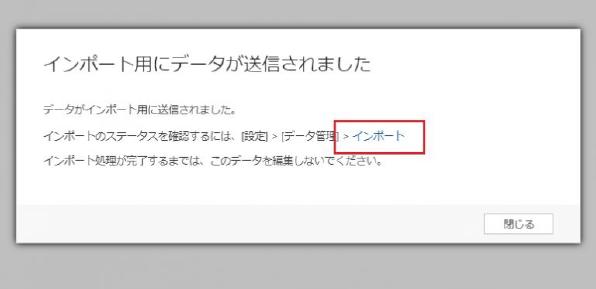 インポート用にデータが送信されました
データがインポート用に送信されました。
インポートのステータスを確認するには、[設定] > [データ管理] > インポート
インポート処理が完了するまでは、このデータを編集しないでください。
閉じる